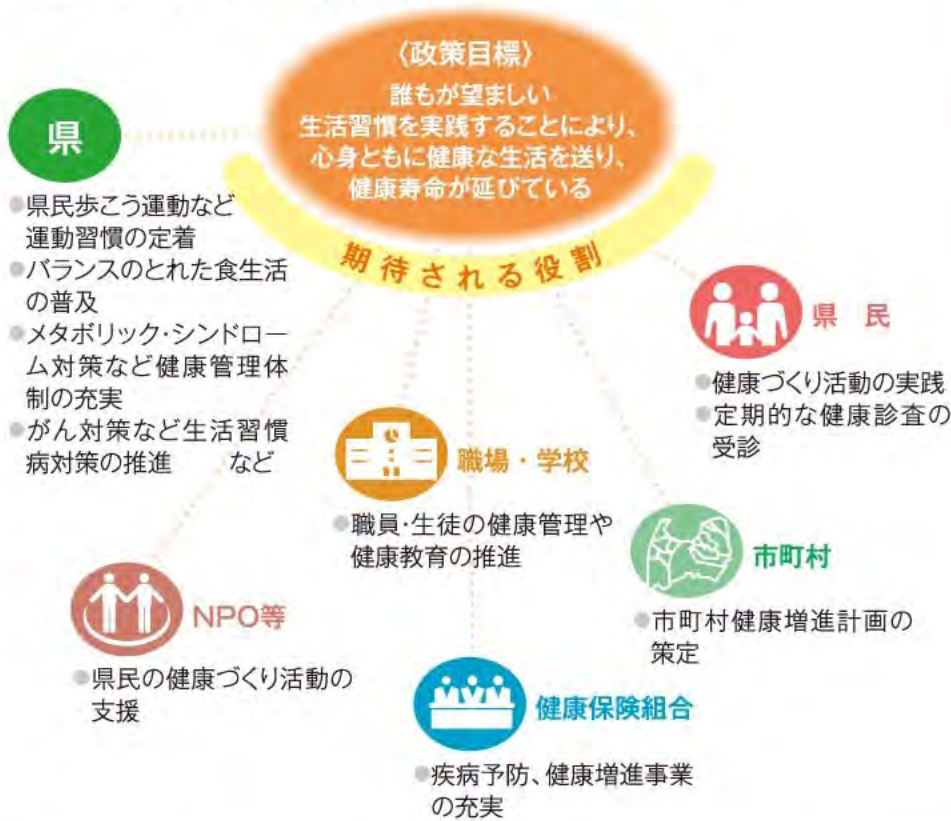 〈政策目標〉
誰もが望ましい
生活習慣を実践することにより、
心身ともに健康な生活を送り、
健康寿命が延びている
期待される役割
県
●県民歩こう運動など
運動習慣の定着
●バランスのとれた食生活
の普及
●メタボリック・シンドロー
ム対策など健康管理体
制の充実
●がん対策など生活習慣
病対策の推進　など
県　民
●健康づくり活動の実践
●定期的な健康診査の
受診
職場・学校
●職員・生徒の健康管理や
健康教育の推進
市町村
●市町村健康増進計画の
策定
NPO等
●県民の健康づくり活動の
支援
健康保険組合
●疾病予防、健康増進事業
の充実